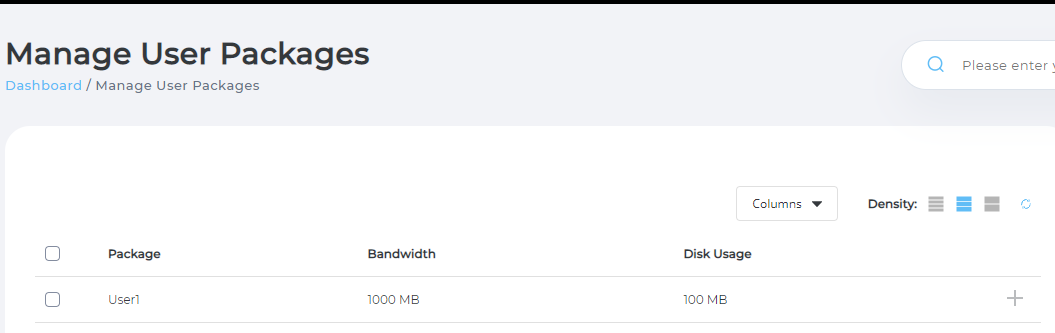 Manage User Packages
Dashboard / Manage User Packages
Please enter
Columns
Density:
Package Bandwidth Disk Usage
User1 1000 MB 100 MB